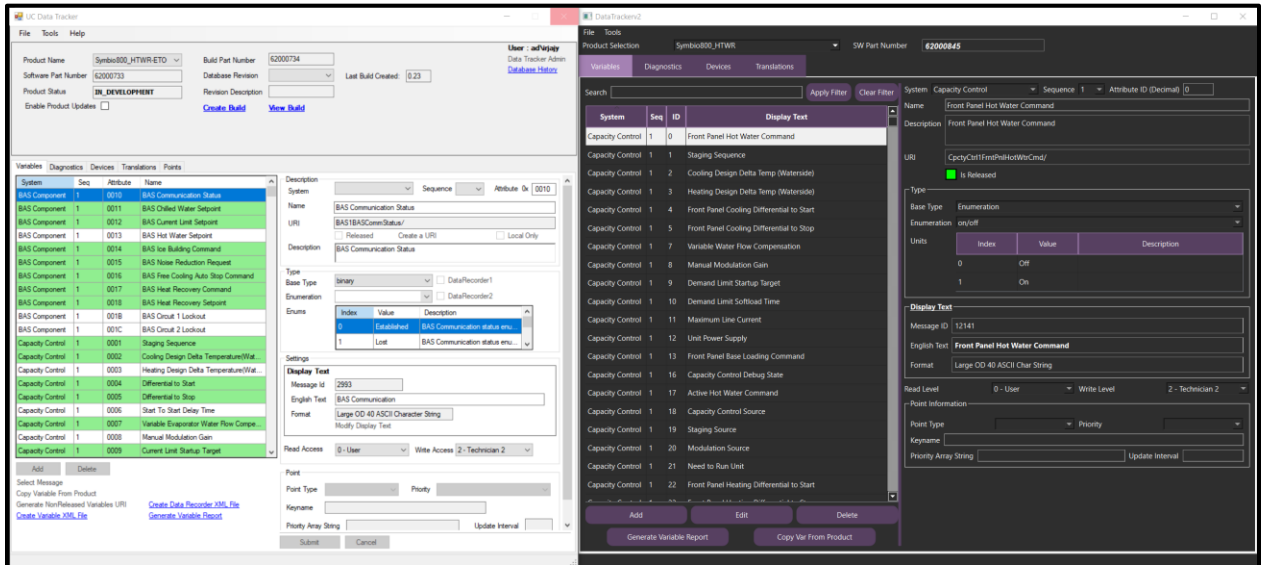 UC Data Tracker
File Tools Help
User : ad\irjajy
Data Tracker Admin
Database History
Product Name Symbio800_HTWR-ETO Build Part Number 62000734
Software Part Number 62000733 Database Revision Last Build Created: 0.23
Product Status IN_DEVELOPMENT Revision Description
Enable Product Updates Create Build View Build
Variables Diagnostics Devices Translations Points
System Seq Attribute Name
BAS Component 1 0010 BAS Communication Status
BAS Component 1 0011 BAS Chilled Water Setpoint
BAS Component 1 0012 BAS Current Limit Setpoint
BAS Component 1 0013 BAS Hot Water Setpoint
BAS Component 1 0014 BAS Ice Building Command
BAS Component 1 0015 BAS Noise Reduction Request
BAS Component 1 0016 BAS Free Cooling Auto Stop Command
BAS Component 1 0017 BAS Heat Recovery Command
BAS Component 1 0018 BAS Heat Recovery Setpoint
BAS Component 1 001B BAS Circuit 1 Lockout
BAS Component 1 001C BAS Circuit 2 Lockout
Capacity Control 1 0001 Staging Sequence
Capacity Control 1 0002 Cooling Design Delta Temperature(Wat...
Capacity Control 1 0003 Heating Design Delta Temperature(Wat...
Capacity Control 1 0004 Differential to Start
Capacity Control 1 0005 Differential to Stop
Capacity Control 1 0006 Start To Start Delay Time
Capacity Control 1 0007 Variable Evaporator Water Flow Compe...
Capacity Control 1 0008 Manual Modulation Gain
Capacity Control 1 0009 Current Limit Startup Target
Add Delete
Select Message
Copy Variable From Product
Generate NonReleased Variables URI Create Data Recorder XML File
Create Variable XML File Generate Variable Report
Description
System Sequence Attribute 0x 0010
Name BAS Communication Status
URI BAS1BASCommStatus/
Released Create a URI Local Only
Description BAS Communication Status
Type
Base Type binary DataRecorder1
Enumeration DataRecorder2
Enums Index Value Description
0 Established BAS Communication status enu...
1 Lost BAS Communication status enu...
Settings
Display Text
Message Id 2993
English Text BAS Communication
Format Large OD 40 ASCII Character String
Modify Display Text
Read Access 0 - User Write Access 2 - Technician 2
Point
Point Type Priority
Keyname
Priority Array String Update Interval
Submit Cancel
DataTrackerv2
File Tools
Product Selection Symbio800_HTWR SW Part Number 62000845
Variables Diagnostics Devices Translations
Search Apply Filter Clear Filter
System Seq ID Display Text
Capacity Control 1 0 Front Panel Hot Water Command
Capacity Control 1 1 Staging Sequence
Capacity Control 1 2 Cooling Design Delta Temp (Waterside)
Capacity Control 1 3 Heating Design Delta Temp (Waterside)
Capacity Control 1 4 Front Panel Cooling Differential to Start
Capacity Control 1 5 Front Panel Cooling Differential to Stop
Capacity Control 1 7 Variable Water Flow Compensation
Capacity Control 1 8 Manual Modulation Gain
Capacity Control 1 9 Demand Limit Startup Target
Capacity Control 1 10 Demand Limit Softload Time
Capacity Control 1 11 Maximum Line Current
Capacity Control 1 12 Unit Power Supply
Capacity Control 1 13 Front Panel Base Loading Command
Capacity Control 1 16 Capacity Control Debug State
Capacity Control 1 17 Active Hot Water Command
Capacity Control 1 18 Capacity Control Source
Capacity Control 1 19 Staging Source
Capacity Control 1 20 Modulation Source
Capacity Control 1 21 Need to Run Unit
Capacity Control 1 22 Front Panel Heating Differential to Start
Add Edit Delete
Generate Variable Report Copy Var From Product
System Capacity Control Sequence 1 Attribute ID (Decimal) 0
Name Front Panel Hot Water Command
Description Front Panel Hot Water Command
URI CpctyCtrl1FrntPnlHotWtrCmd/
Is Released
Type
Base Type Enumeration
Enumeration on/off
Units Index Value Description
0 Off
1 On
Display Text
Message ID 12141
English Text Front Panel Hot Water Command
Format Large OD 40 ASCII Char String
Read Level 0 - User Write Level 2 - Technician 2
Point Information
Point Type Priority
Keyname
Priority Array String Update Interval